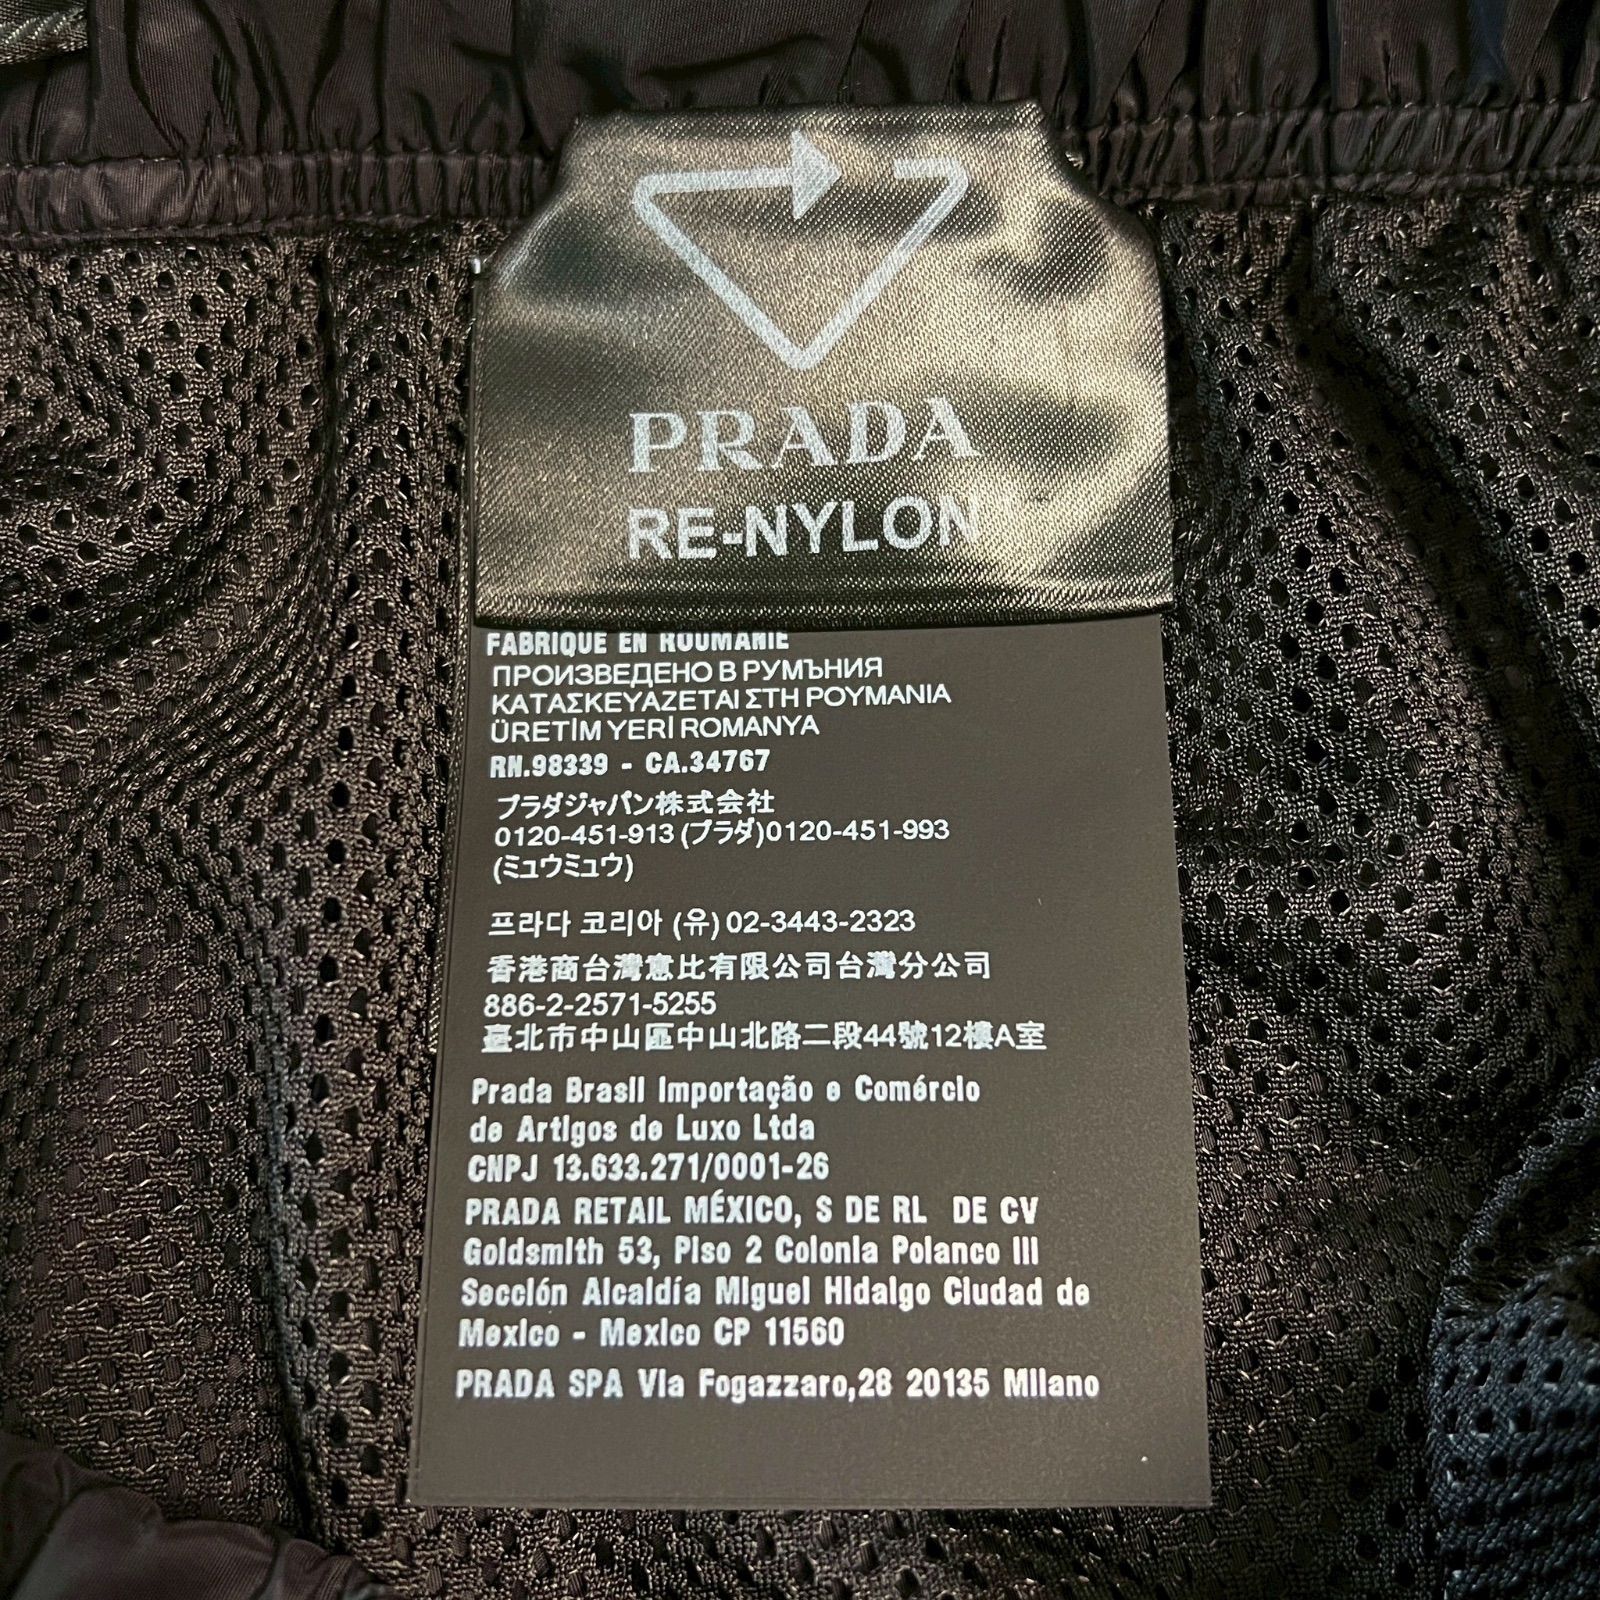 PRADA
RE-NYLON
FABRIQUÉ EN ROUMANIE
ПРОИЗВЕДЕНО В РУМЪНИЯ
ΚΑΤΑΣΚΕYAZETAI ΣΤΗ ΡΟΥΜΑΝΙΑ
ÜRETİM YERİ ROMANYA
RN.98339 - CA.34767
プラダジャパン株式会社
0120-451-913 (プラダ)0120-451-993
(ミュウミュウ)
프라다 코리아 (유) 02-3443-2323
香港商台灣意比有限公司台灣分公司
886-2-2571-5255
臺北市中山區中山北路二段44號12樓A室
Prada Brasil Importação e Comércio
de Artigos de Luxo Ltda
CNPJ 13.633.271/0001-26
PRADA RETAIL MÉXICO, S DE RL DE CV
Goldsmith 53, Piso 2 Colonia Polanco III
Sección Alcaldía Miguel Hidalgo Ciudad de
Mexico - Mexico CP 11560
PRADA SPA Via Fogazzaro,28 20135 Milano